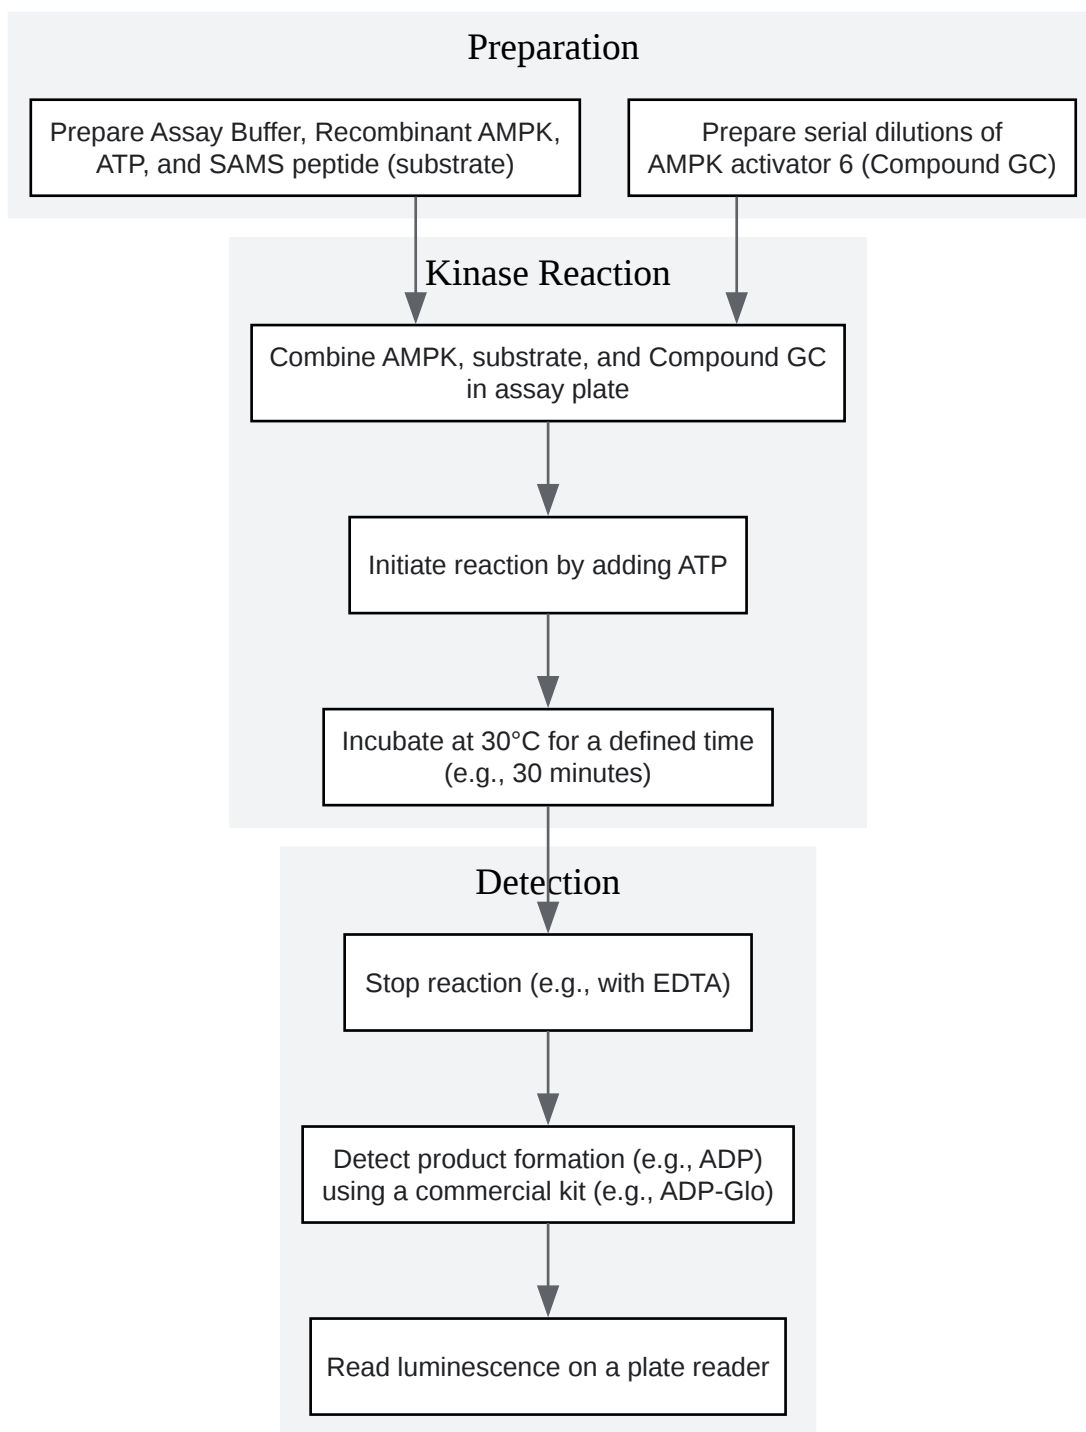 Preparation
Prepare Assay Buffer, Recombinant AMPK,
ATP, and SAMS peptide (substrate)
Prepare serial dilutions of
AMPK activator 6 (Compound GC)
Kinase Reaction
Combine AMPK, substrate, and Compound GC
in assay plate
Initiate reaction by adding ATP
Incubate at 30°C for a defined time
(e.g., 30 minutes)
Detection
Stop reaction (e.g., with EDTA)
Detect product formation (e.g., ADP)
using a commercial kit (e.g., ADP-Glo)
Read luminescence on a plate reader